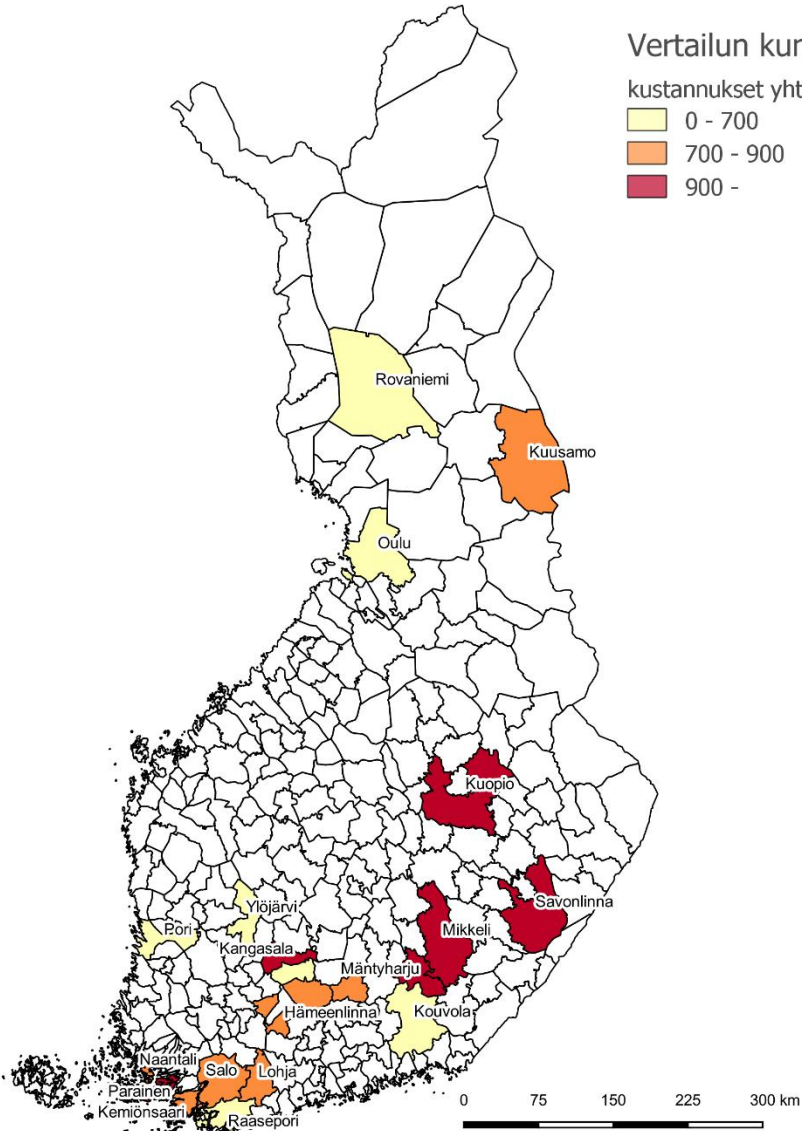 Vertailun kur
kustannukset yht
0 - 700
700 - 900
900 -
Rovaniemi
Kuusamo
Oulu
Kuopio
Savonlinna
Ylöjärvi
Pori
Mikkeli
Kangasala
Mäntyharju
Hämeenlinna
Kouvola
Naantali
Salo
Lohja
Parainen
Kemiönsaari
Raasepori
0 75 150 225 300 km